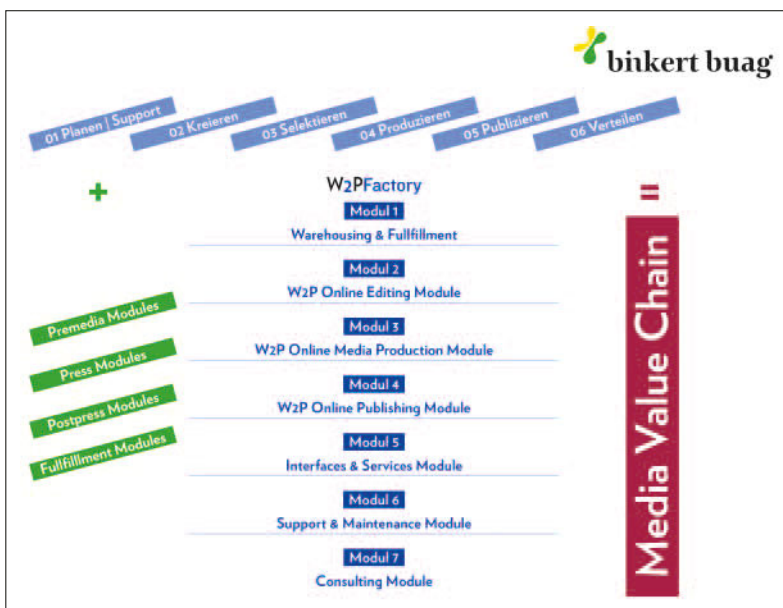 binkert buag
01 Planen | Support
02 Kreieren
03 Selektieren
04 Produzieren
05 Publizieren
06 Verteilen
+
W2PFactory
=
Modul 1
Warehousing & Fullfillment
Modul 2
W2P Online Editing Module
Modul 3
W2P Online Media Production Module
Modul 4
W2P Online Publishing Module
Modul 5
Interfaces & Services Module
Modul 6
Support & Maintenance Module
Modul 7
Consulting Module
Premedia Modules
Press Modules
Postpress Modules
Fullfilllment Modules
Media Value Chain